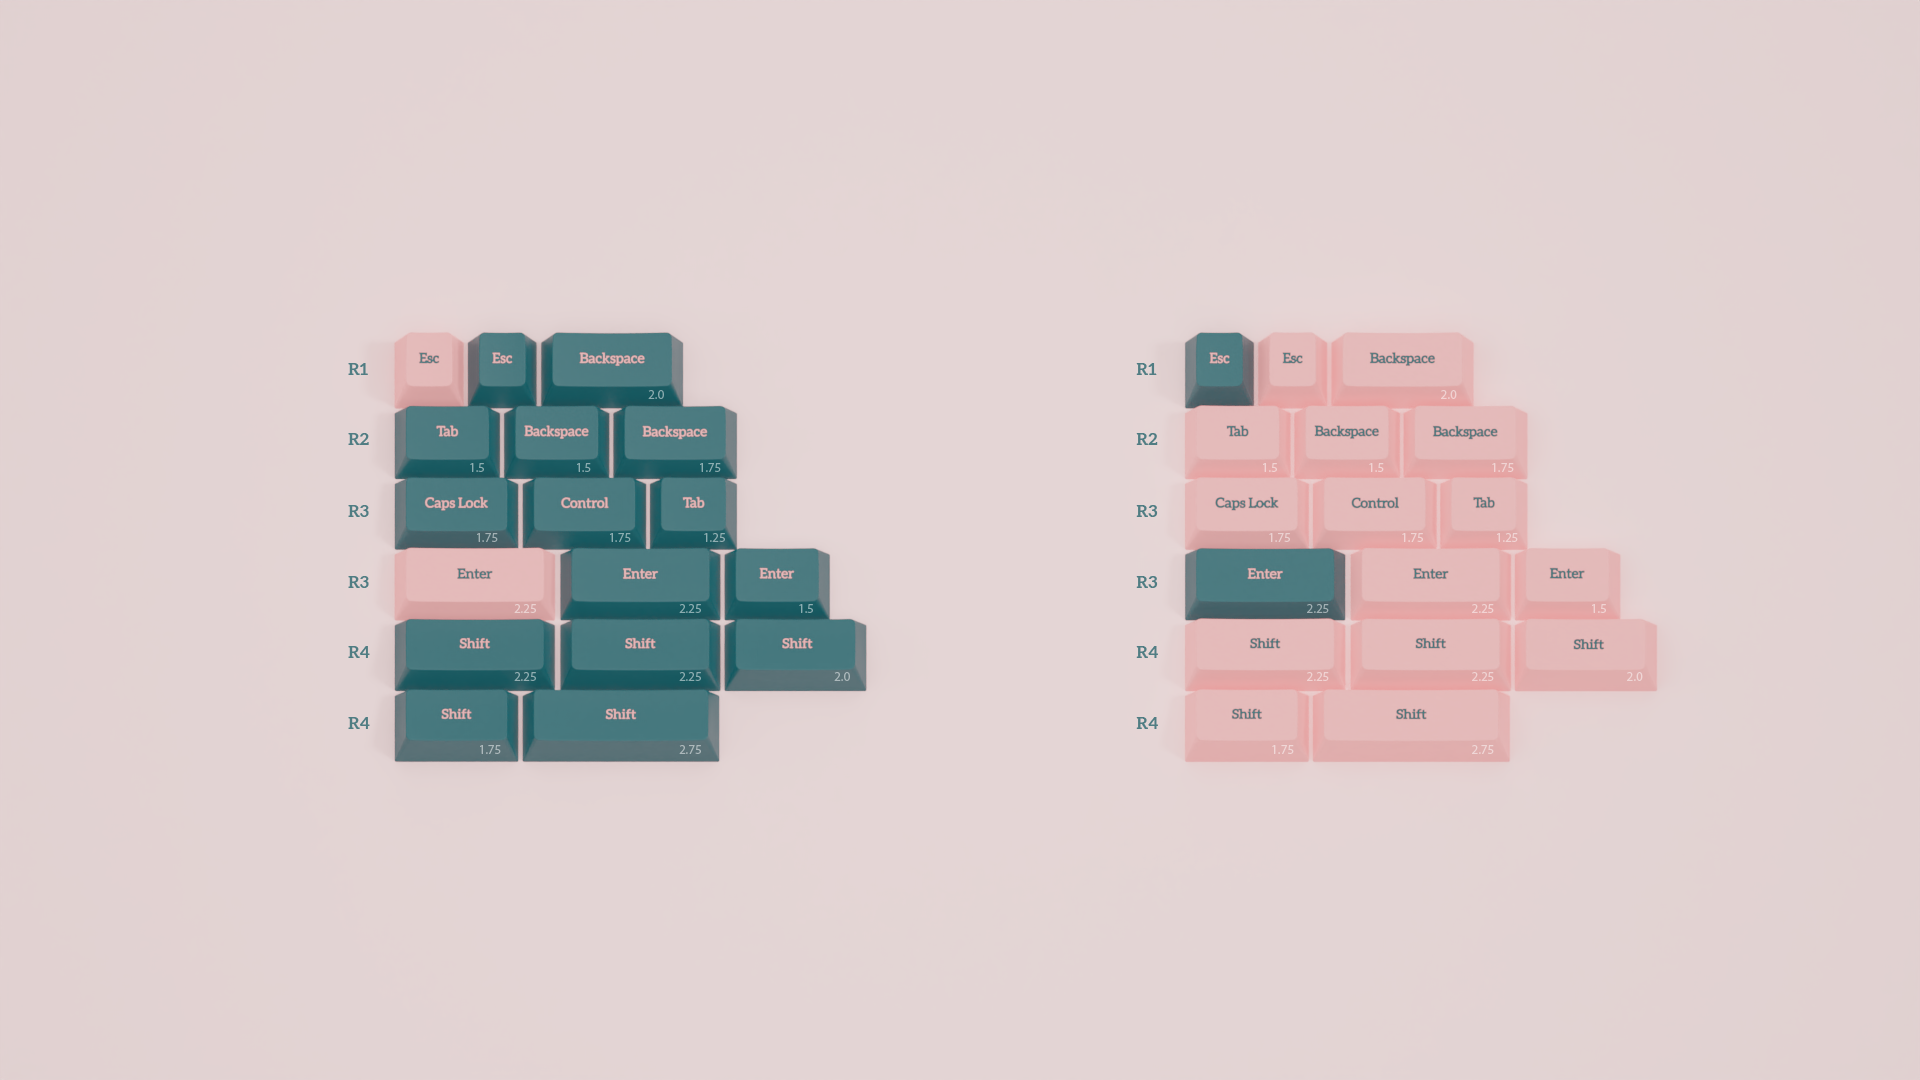 R1 Esc Esc Backspace 2.0
R2 Tab 1.5 Backspace 1.5 Backspace 1.75
R3 Caps Lock 1.75 Control 1.75 Tab 1.25
R3 Enter 2.25 Enter 2.25 Enter 1.5
R4 Shift 2.25 Shift 2.25 Shift 2.0
R4 Shift 1.75 Shift 2.75
R1 Esc Esc Backspace 2.0
R2 Tab 1.5 Backspace 1.5 Backspace 1.75
R3 Caps Lock 1.75 Control 1.75 Tab 1.25
R3 Enter 2.25 Enter 2.25 Enter 1.5
R4 Shift 2.25 Shift 2.25 Shift 2.0
R4 Shift 1.75 Shift 2.75